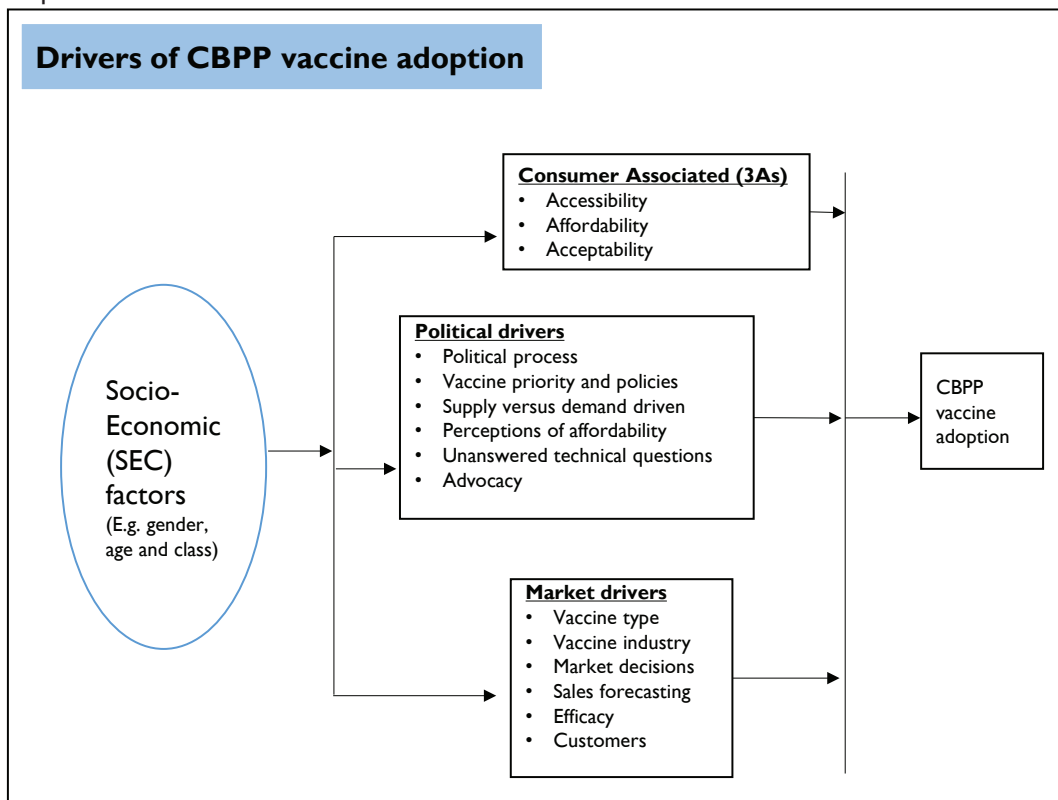 Drivers of CBPP vaccine adoption
Consumer Associated (3As)
• Accessibility
• Affordability
• Acceptability
Socio-
Economic
(SEC)
factors
(E.g. gender,
age and class)
Political drivers
• Political process
• Vaccine priority and policies
• Supply versus demand driven
• Perceptions of affordability
• Unanswered technical questions
• Advocacy
CBPP
vaccine
adoption
Market drivers
• Vaccine type
• Vaccine industry
• Market decisions
• Sales forecasting
• Efficacy
• Customers